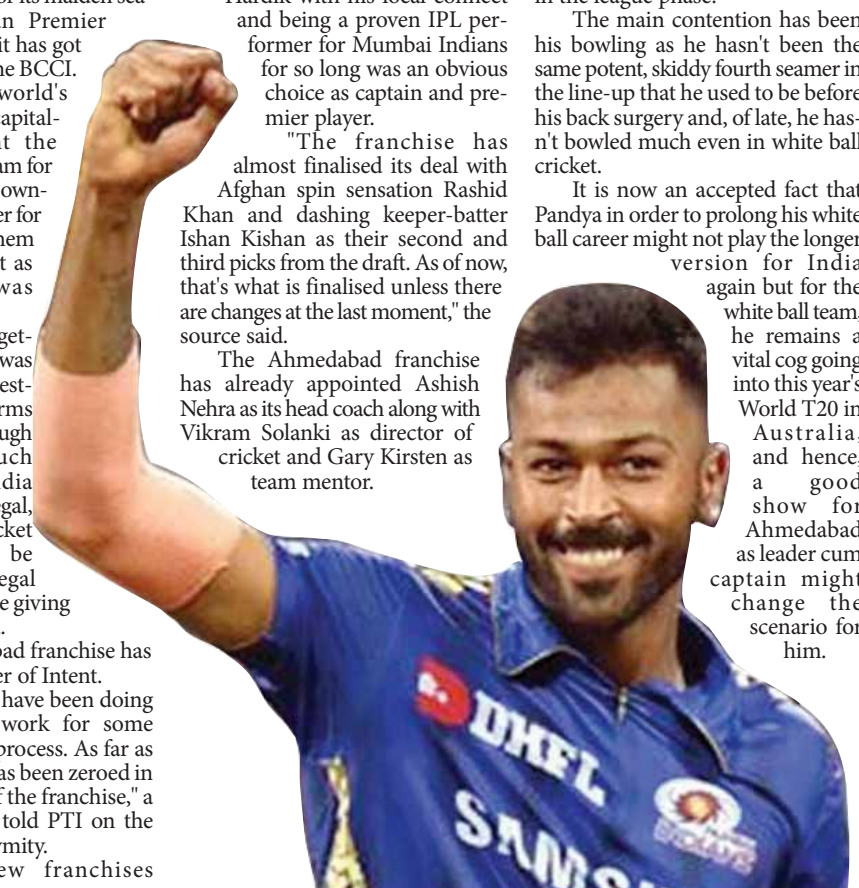 of its maiden sea-
n Premier
it has got
he BCCI.
world's
capital-
t the
am for
own-
er for
hem
t as
was
get-
was
est-
rms
ugh
uch
dia
egal,
cket
be
egal
e giving
.
bad franchise has
er of Intent.
have been doing
work for some
process. As far as
as been zeroed in
f the franchise," a
told PTI on the
ymity.
ew franchises
Hardik with his local connect
and being a proven IPL per-
former for Mumbai Indians
for so long was an obvious
choice as captain and pre-
mier player.
"The franchise has
almost finalised its deal with
Afghan spin sensation Rashid
Khan and dashing keeper-batter
Ishan Kishan as their second and
third picks from the draft. As of now,
that's what is finalised unless there
are changes at the last moment," the
source said.
The Ahmedabad franchise
has already appointed Ashish
Nehra as its head coach along with
Vikram Solanki as director of
cricket and Gary Kirsten as
team mentor.
in the league phase.
The main contention has been
his bowling as he hasn't been the
same potent, skiddy fourth seamer in
the line-up that he used to be before
his back surgery and, of late, he has-
n't bowled much even in white ball
cricket.
It is now an accepted fact that
Pandya in order to prolong his white
ball career might not play the longer
version for India
again but for the
white ball team,
he remains a
vital cog going
into this year's
World T20 in
Australia,
and hence,
a good
show for
Ahmedabad
as leader cum
captain might
change the
scenario for
him.
DHFL
SAMS
INDIANS